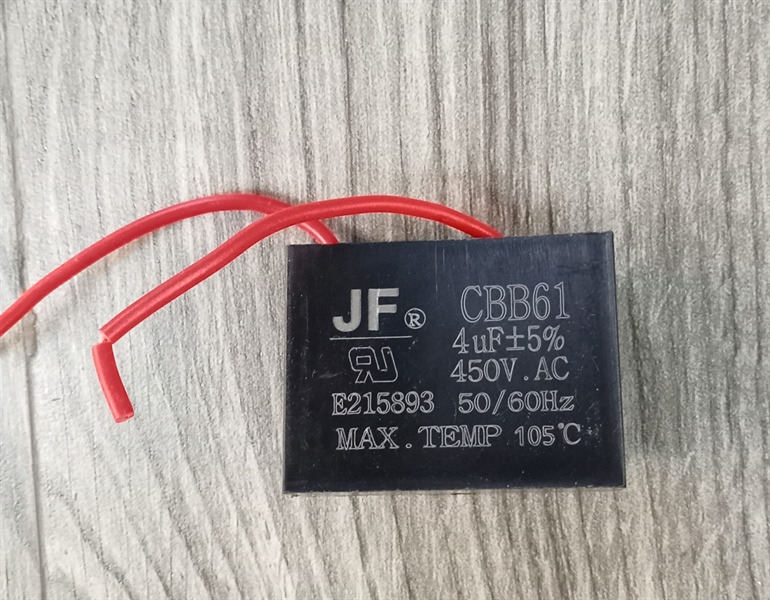 JF® CBB61
4uF±5%
450V.AC
E215893 50/60Hz
MAX.TEMP 105℃